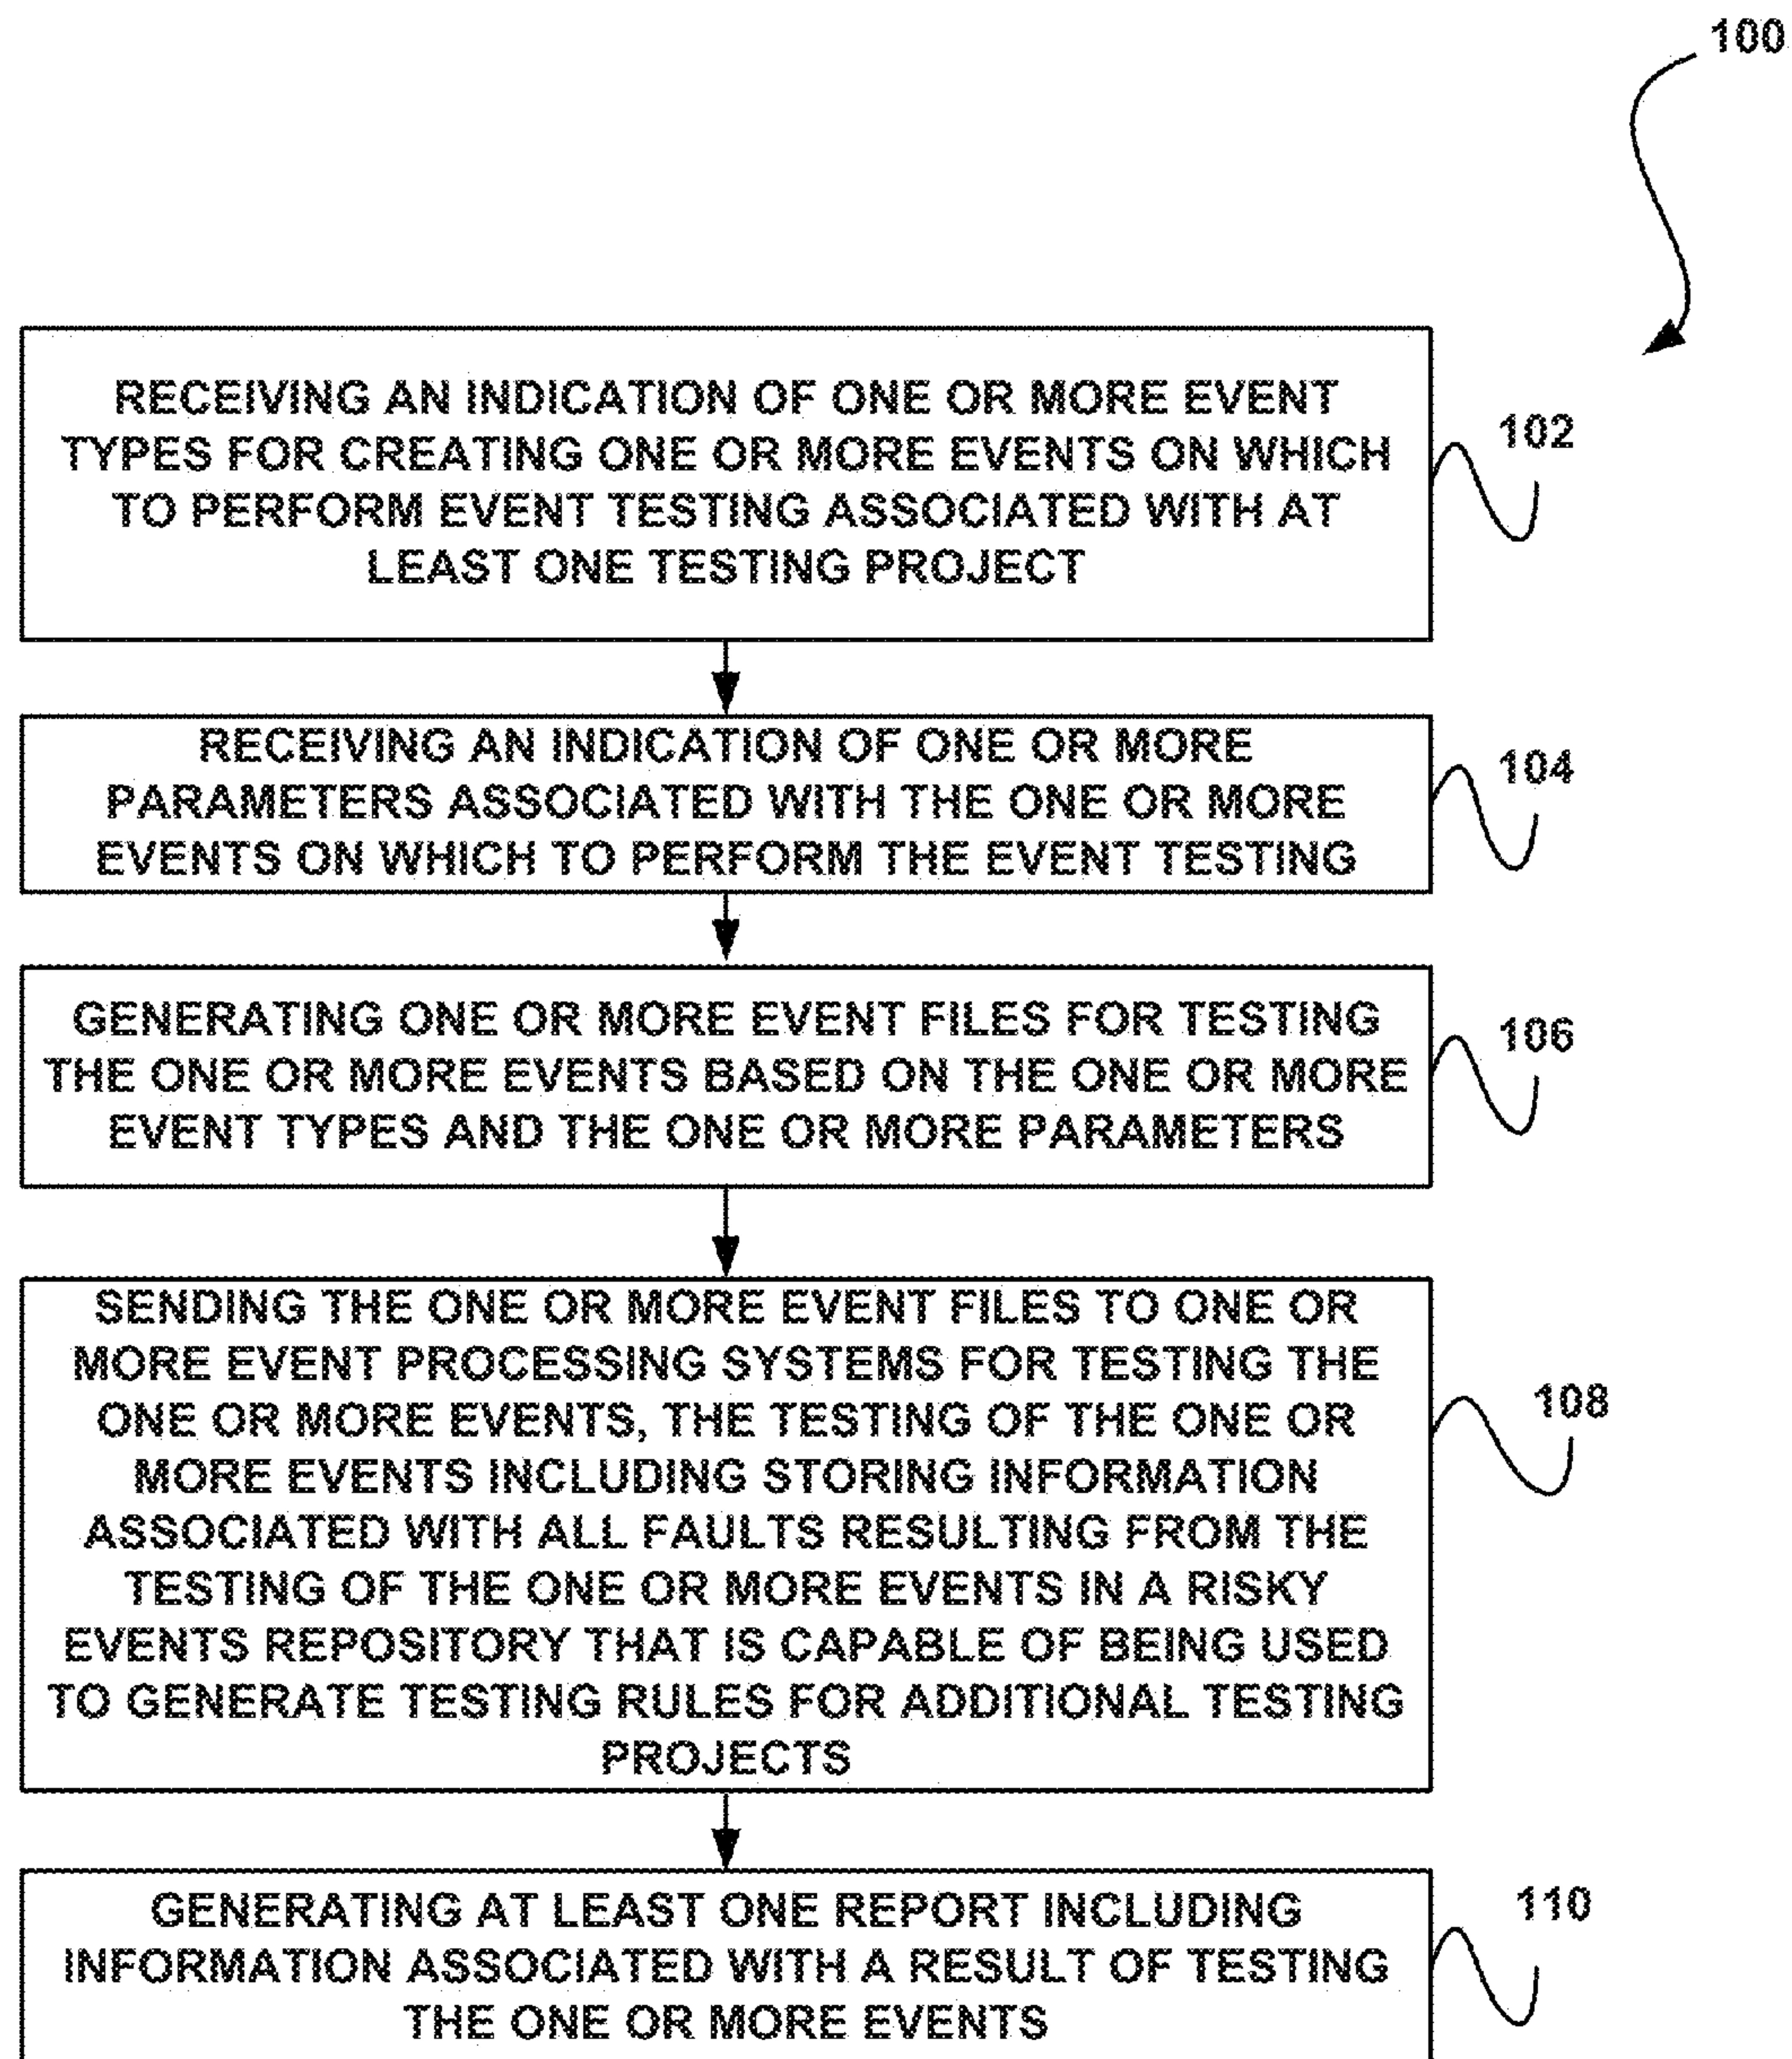 100
RECEIVING AN INDICATION OF ONE OR MORE EVENT
TYPES FOR CREATING ONE OR MORE EVENTS ON WHICH
TO PERFORM EVENT TESTING ASSOCIATED WITH AT
LEAST ONE TESTING PROJECT
102
RECEIVING AN INDICATION OF ONE OR MORE
PARAMETERS ASSOCIATED WITH THE ONE OR MORE
EVENTS ON WHICH TO PERFORM THE EVENT TESTING
104
GENERATING ONE OR MORE EVENT FILES FOR TESTING
THE ONE OR MORE EVENTS BASED ON THE ONE OR MORE
EVENT TYPES AND THE ONE OR MORE PARAMETERS
106
SENDING THE ONE OR MORE EVENT FILES TO ONE OR
MORE EVENT PROCESSING SYSTEMS FOR TESTING THE
ONE OR MORE EVENTS, THE TESTING OF THE ONE OR
MORE EVENTS INCLUDING STORING INFORMATION
ASSOCIATED WITH ALL FAULTS RESULTING FROM THE
TESTING OF THE ONE OR MORE EVENTS IN A RISKY
EVENTS REPOSITORY THAT IS CAPABLE OF BEING USED
TO GENERATE TESTING RULES FOR ADDITIONAL TESTING
PROJECTS
108
GENERATING AT LEAST ONE REPORT INCLUDING
INFORMATION ASSOCIATED WITH A RESULT OF TESTING
THE ONE OR MORE EVENTS
110